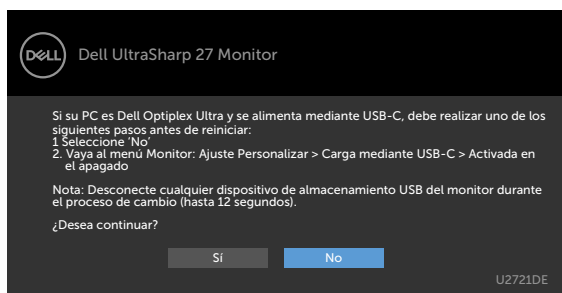 DELL
Dell UltraSharp 27 Monitor
Si su PC es Dell Optiplex Ultra y se alimenta mediante USB-C, debe realizar uno de los
siguientes pasos antes de reiniciar:
1 Seleccione ‘No’
2. Vaya al menú Monitor: Ajuste Personalizar > Carga mediante USB-C > Activada en
el apagado
Nota: Desconecte cualquier dispositivo de almacenamiento USB del monitor durante
el proceso de cambio (hasta 12 segundos).
¿Desea continuar?
Sí
No
U2721DE